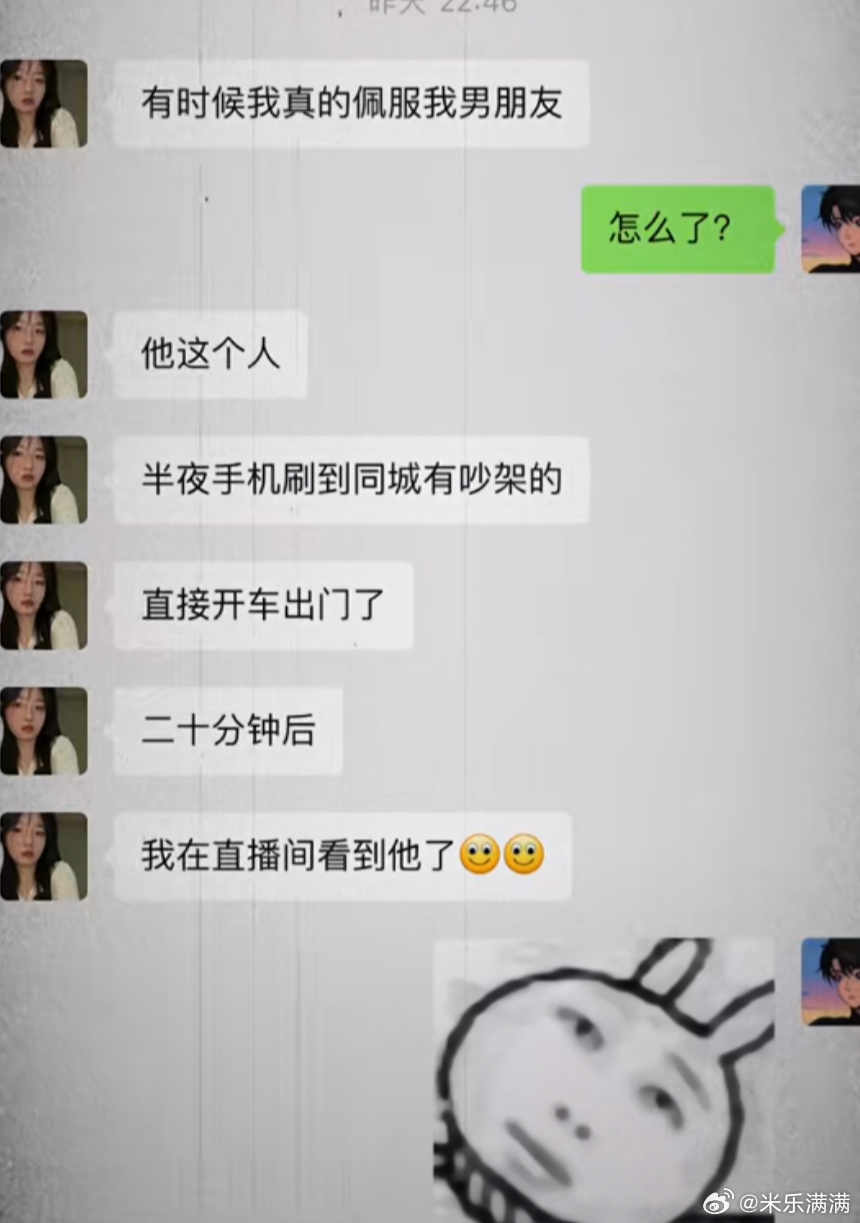 昨天 22:46
有时候我真的佩服我男朋友
怎么了?
他这个人
半夜手机刷到同城有吵架的
直接开车出门了
二十分钟后
我在直播间看到他了
@米乐满满